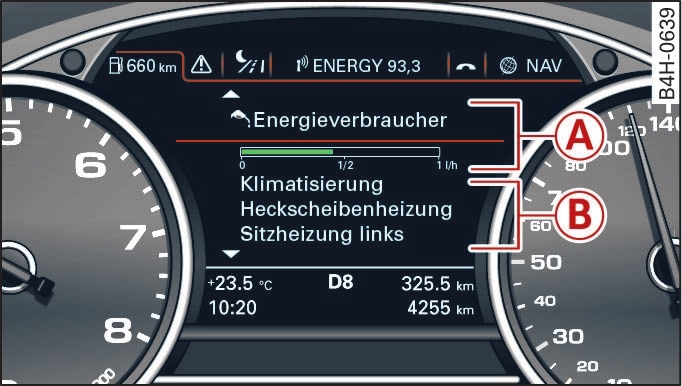 660 km ENERGY 93,3 NAV
Energieverbraucher
0 1/2 1 l/h
Klimatisierung
Heckscheibenheizung
Sitzheizung links
+23.5 °C D8 325.5 km
10:20 4255 km
A
B
5
6
7
8
140
120
100
80
60
50
40
30
20
10
B4H-0639